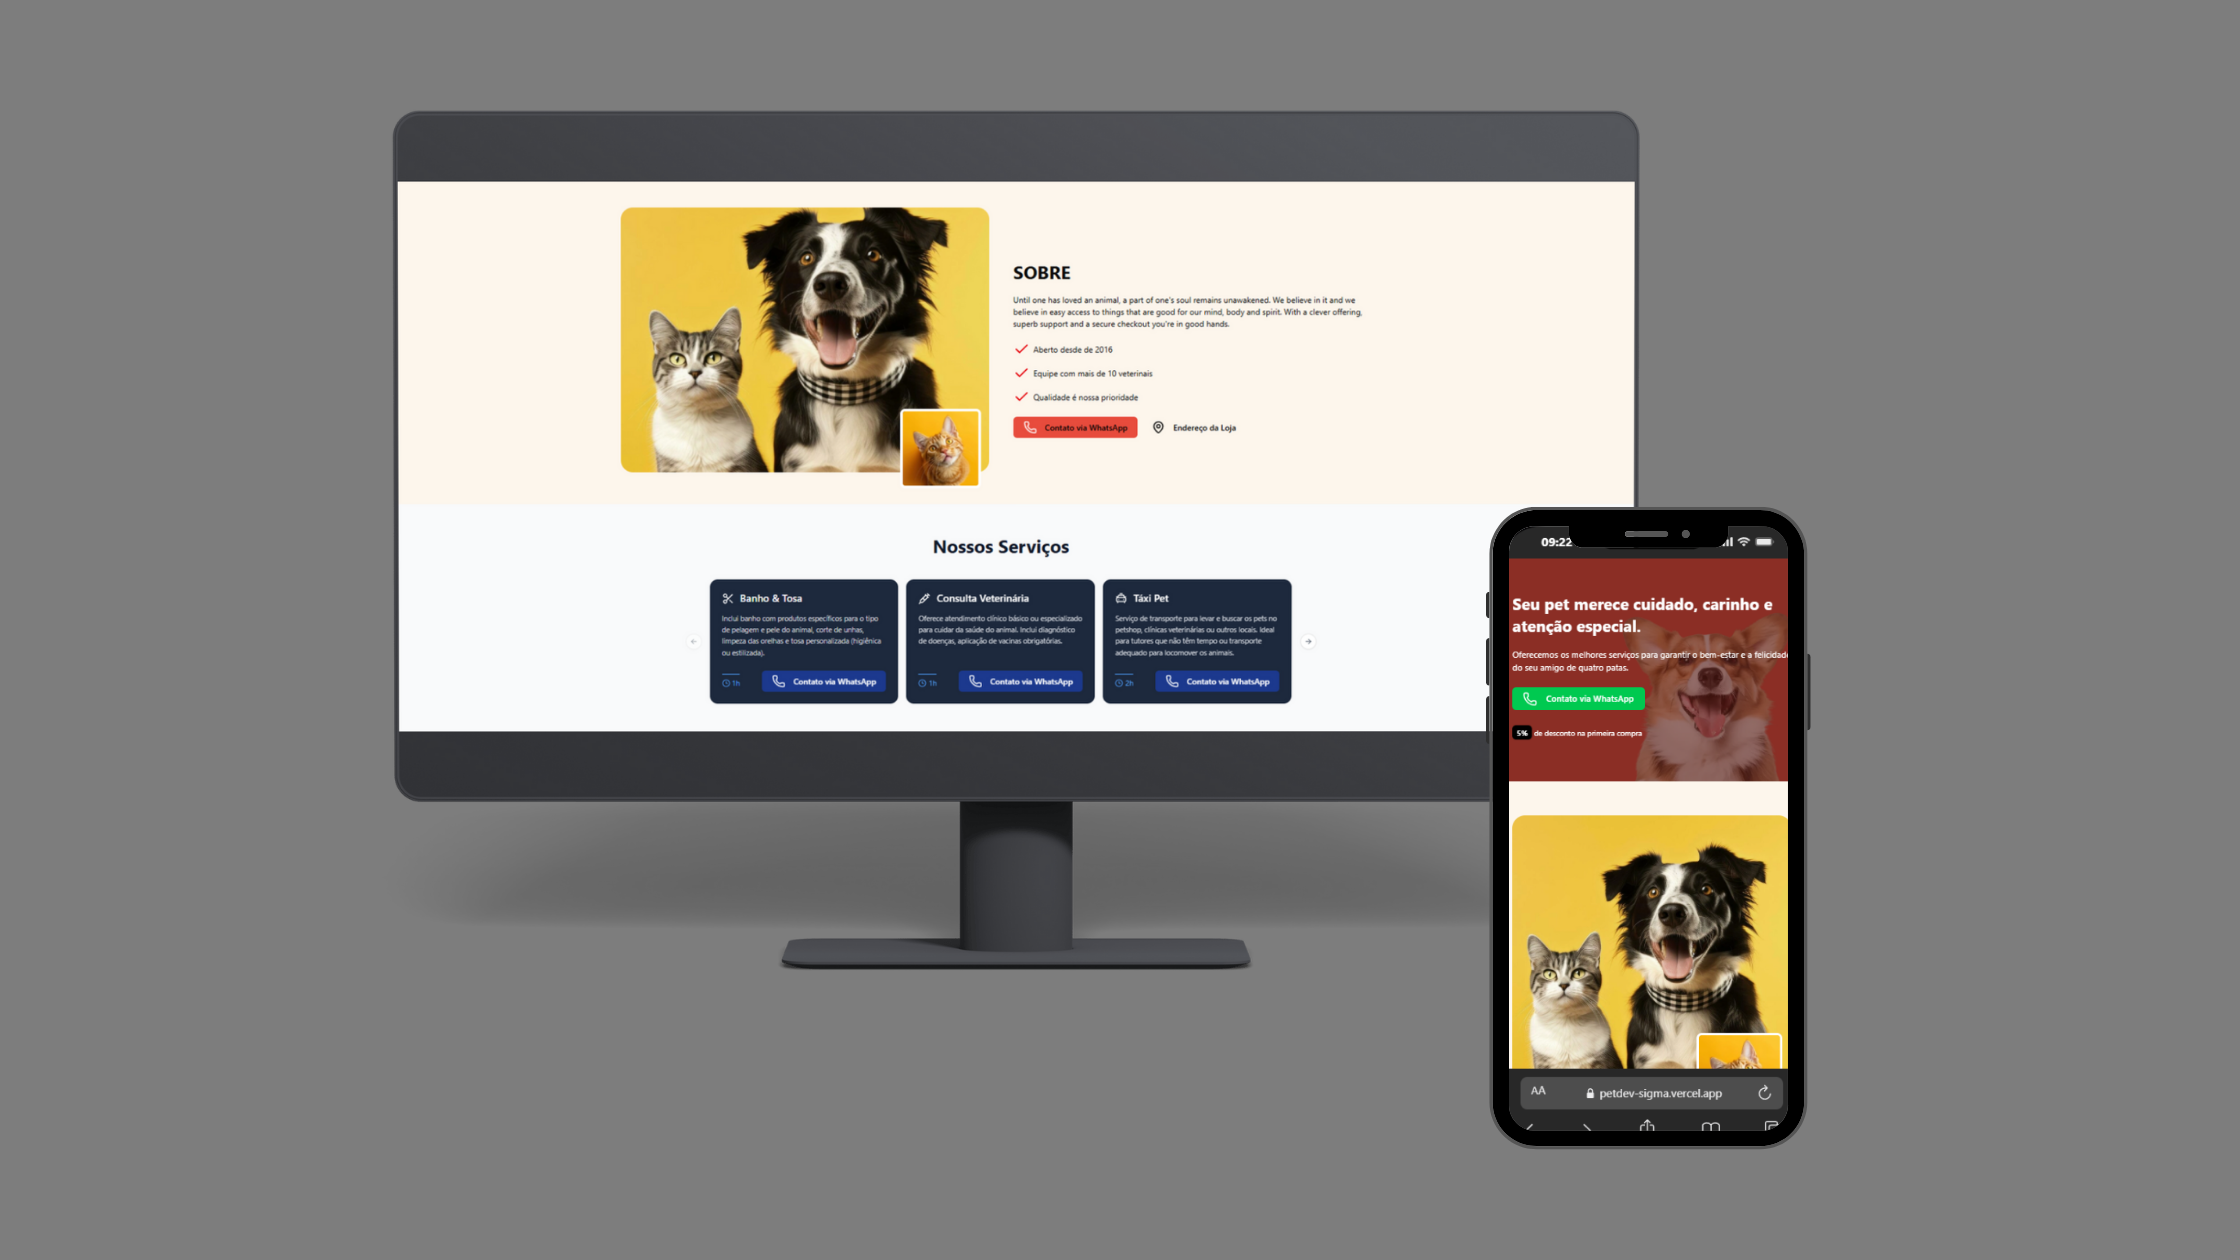 SOBRE
Until one has loved an animal, a part of one's soul remains unawakened. We believe in it and we
believe in easy access to things that are good for our mind, body and spirit. With a clever offering,
superb support and a secure checkout you're in good hands.
Aberto desde de 2016
Equipe com mais de 10 veterinais
Qualidade é nossa prioridade
Contato via WhatsApp
Endereço da Loja
Nossos Serviços
Banho & Tosa
Inclui banho com produtos específicos para o tipo
de pelagem e pele do animal, corte de unhas,
limpeza das orelhas e tosa personalizada (higiênica
ou estilizada).
1h
Contato via WhatsApp
Consulta Veterinária
Oferece atendimento clínico básico ou especializado
para cuidar da saúde do animal. Inclui diagnóstico
de doenças, aplicação de vacinas obrigatórias.
1h
Contato via WhatsApp
Táxi Pet
Serviço de transporte para levar e buscar os pets no
petshop, clínicas veterinárias ou outros locais. Ideal
para tutores que não têm tempo ou transporte
adequado para locomover os animais.
2h
Contato via WhatsApp
09:22
Seu pet merece cuidado, carinho e
atenção especial.
Oferecemos os melhores serviços para garantir o bem-estar e a felicidade
do seu amigo de quatro patas.
Contato via WhatsApp
5% de desconto na primeira compra
AA
petdev-sigma.vercel.app